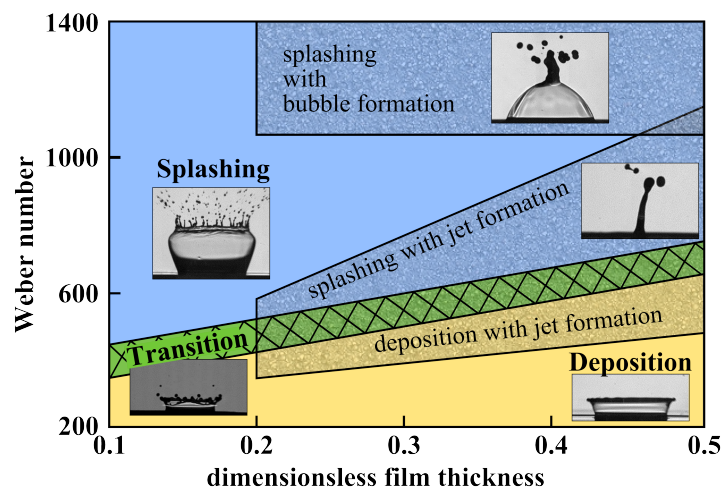 1400
splashing
with
bubble formation
1000
Splashing
splashing with jet formation
Weber number
600
Transition
deposition with jet formation
Deposition
200
0.1 0.2 0.3 0.4 0.5
dimensionless film thickness